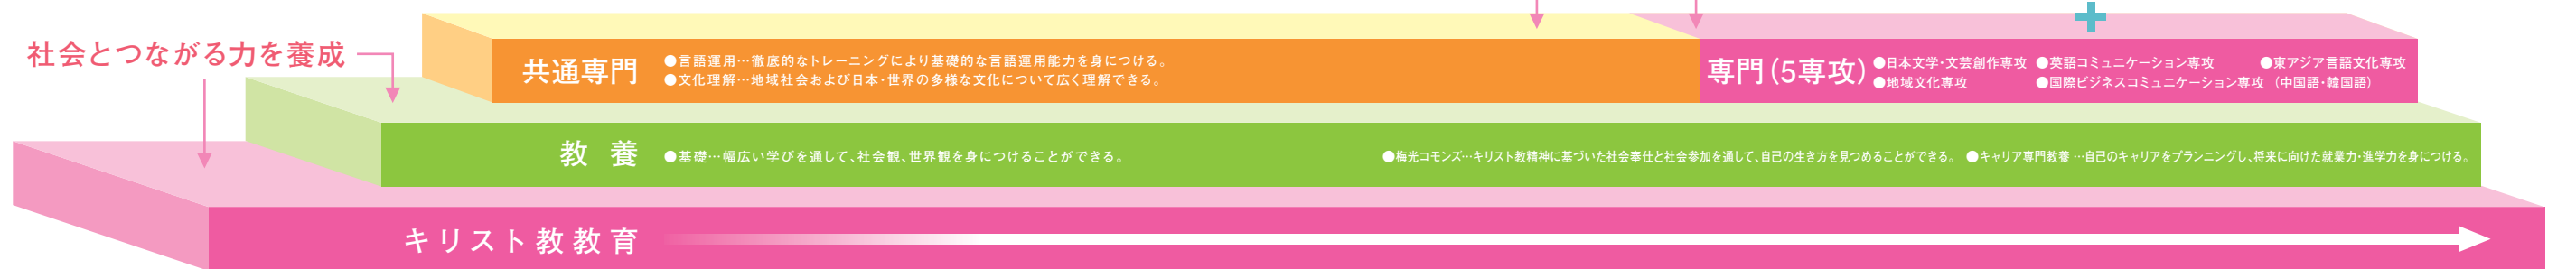 社会とつながる力を養成
共通専門
●言語運用…徹底的なトレーニングにより基礎的な言語運用能力を身につける。
●文化理解…地域社会および日本・世界の多様な文化について広く理解できる。
専門(5専攻)
●日本文学・文芸創作専攻 ●英語コミュニケーション専攻 ●東アジア言語文化専攻
●地域文化専攻 ●国際ビジネスコミュニケーション専攻 (中国語・韓国語)
教 養
●基礎…幅広い学びを通して、社会観、世界観を身につけることができる。
●梅光コモンズ…キリスト教精神に基づいた社会奉仕と社会参加を通して、自己の生き方を見つめることができる。 ●キャリア専門教養…自己のキャリアをプランニングし、将来に向けた就業力・進学力を身につける。
キリスト教教育